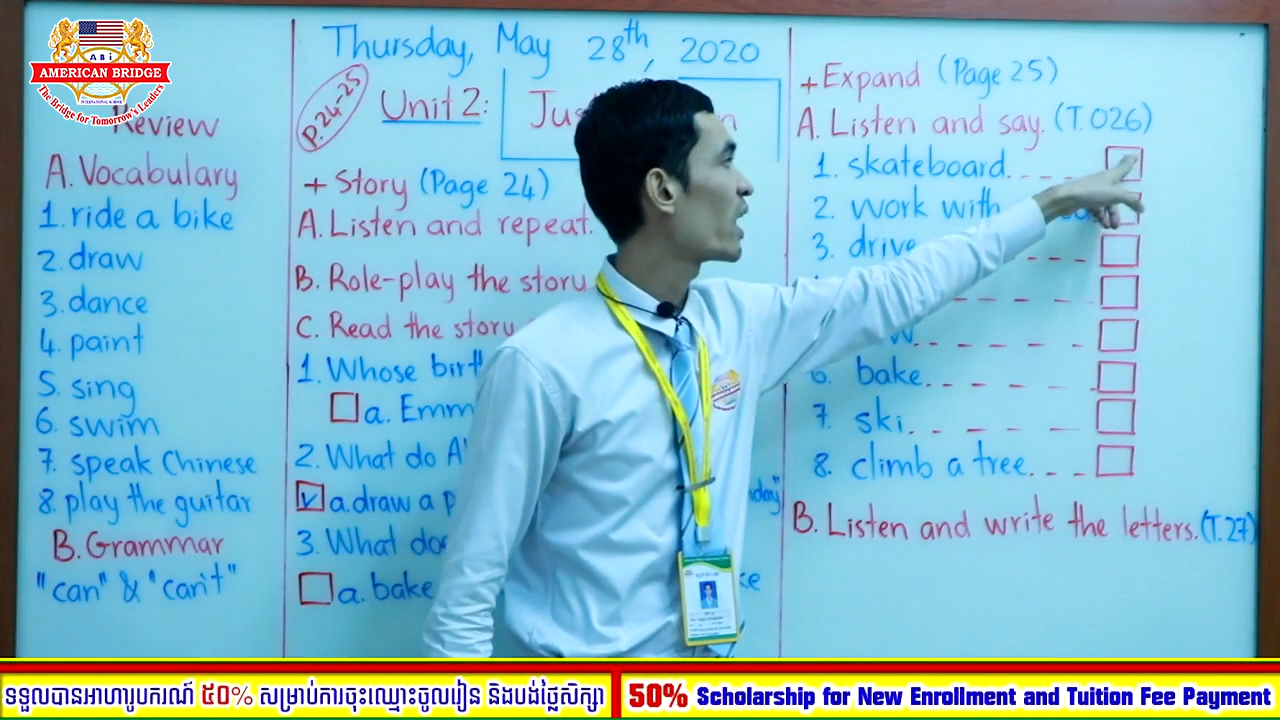 ABi
AMERICAN BRIDGE
INTERNATIONAL SCHOOL
The Bridge for Tomorrow's Leaders
Review
A. Vocabulary
1. ride a bike
2. draw
3. dance
4. paint
5. sing
6. swim
7. speak Chinese
8. play the guitar
B. Grammar
"can" & "can't"
Thursday, May 28th, 2020
P.24-25
Unit 2:
+ Story (Page 24)
A. Listen and repeat.
B. Role-play the story
C. Read the story
1. Whose
a.
2. What do
a. draw a
3. What
a. bake
+ Expand (Page 25)
A. Listen and say. (T.026)
1. skateboard
2. work with
3. drive
6. bake
7. ski
8. climb a tree
B. Listen and write the letters. (T.27)
ទទួលបានអាហារូបករណ៍ ៥០% សម្រាប់ការចុះឈ្មោះចូលរៀន និងបង់ថ្លៃសិក្សា
50% Scholarship for New Enrollment and Tuition Fee Payment